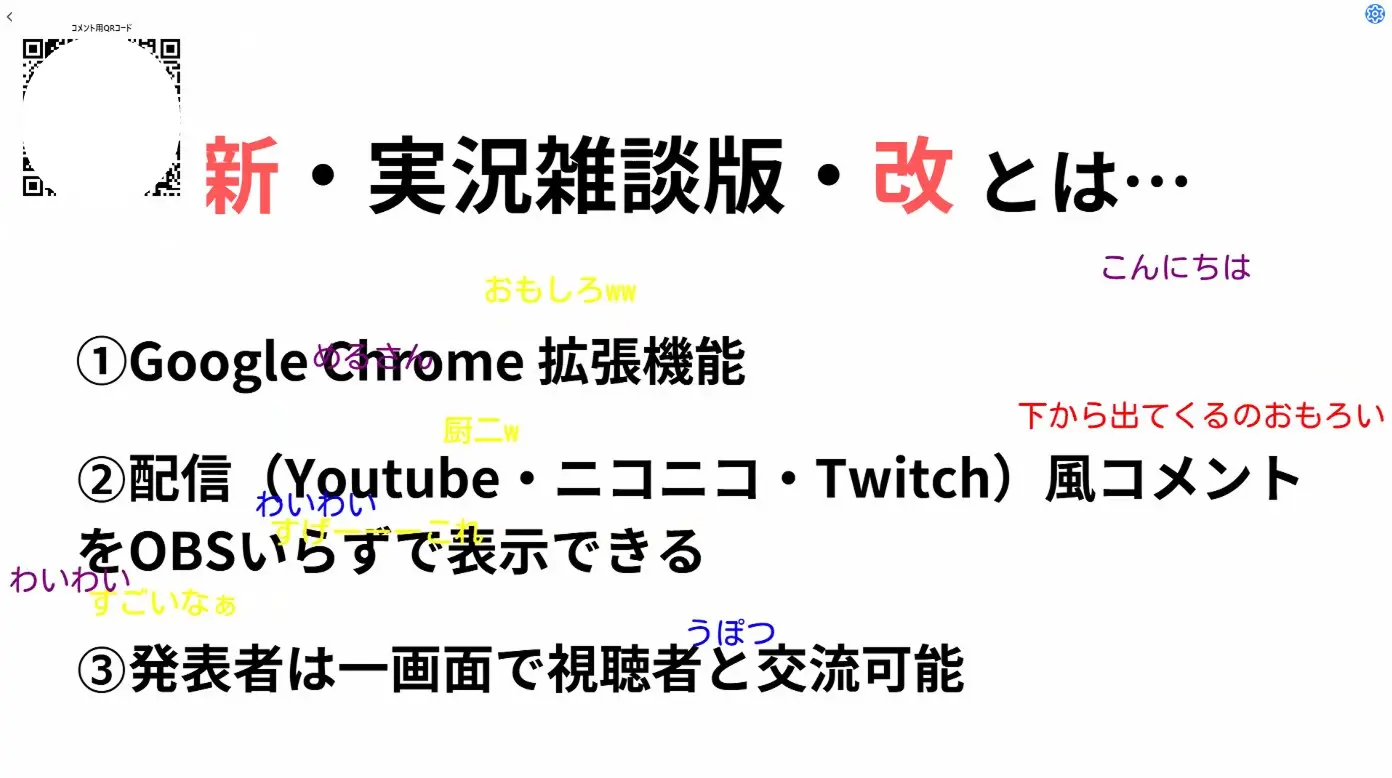 コメント用QRコード
新・実況雑談版・改 とは…
こんにちは
おもしろww
①Google Chrome 拡張機能
めるさん
下から出てくるのおもろい
厨二w
②配信（Youtube・ニコニコ・Twitch）風コメント
わいわい
すげーーーこれ
をOBSいらずで表示できる
わいわい
すごいなぁ
うぽつ
③発表者は一画面で視聴者と交流可能